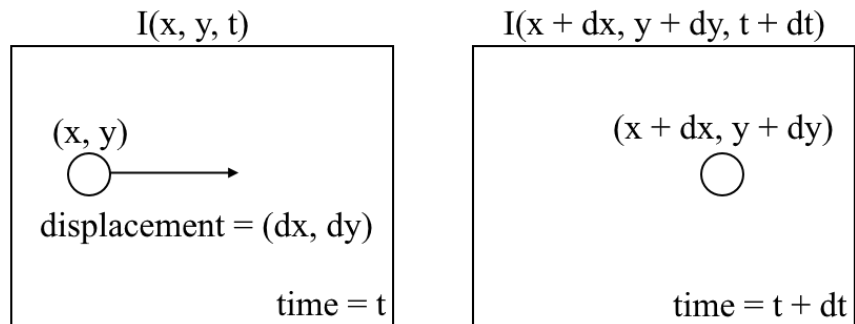 I(x, y, t)
(x, y)
displacement = (dx, dy)
time = t
I(x + dx, y + dy, t + dt)
(x + dx, y + dy)
time = t + dt